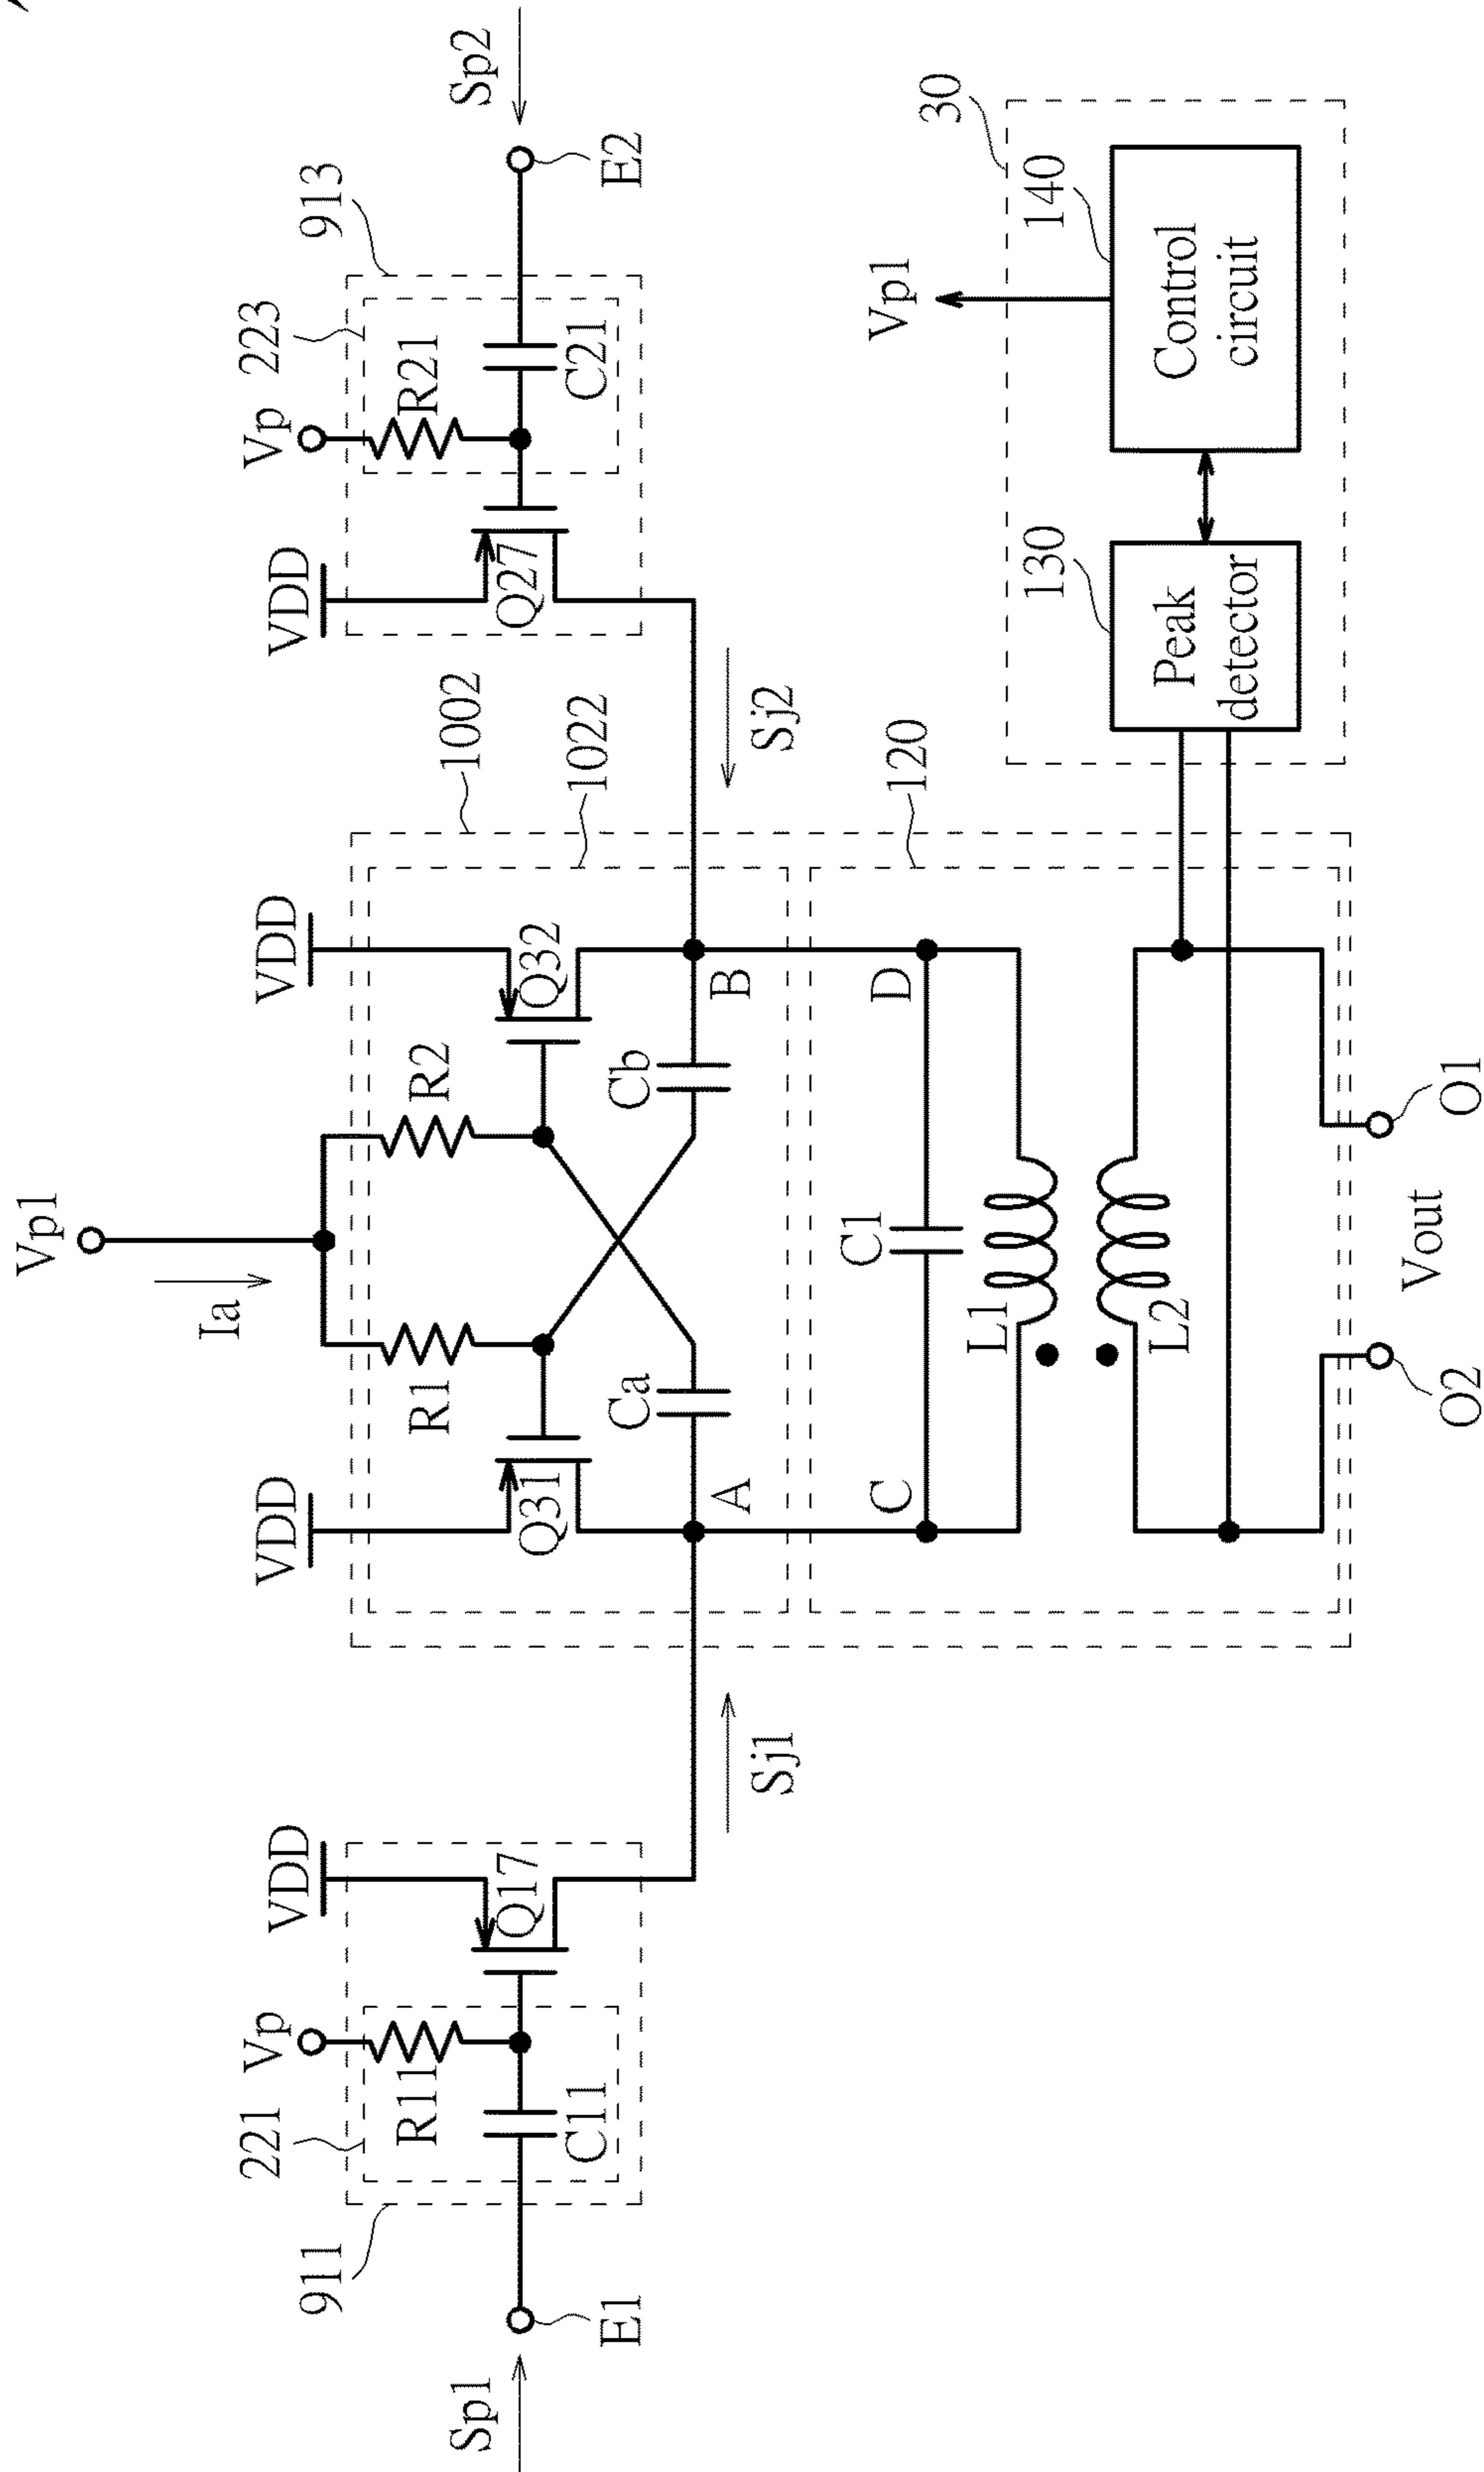 Vp1
Ia
Sp1
E1
911
221
Vp
R11
C11
VDD
Q17
Sj1
VDD
Q31
R1
R2
Q32
VDD
Ca
Cb
A
B
1002
1022
Sj2
VDD
Q27
Vp
R21
C21
223
913
E2
Sp2
C
D
C1
L1
L2
120
O2
Vout
O1
130
Peak
detector
Vp1
140
30
Control
circuit